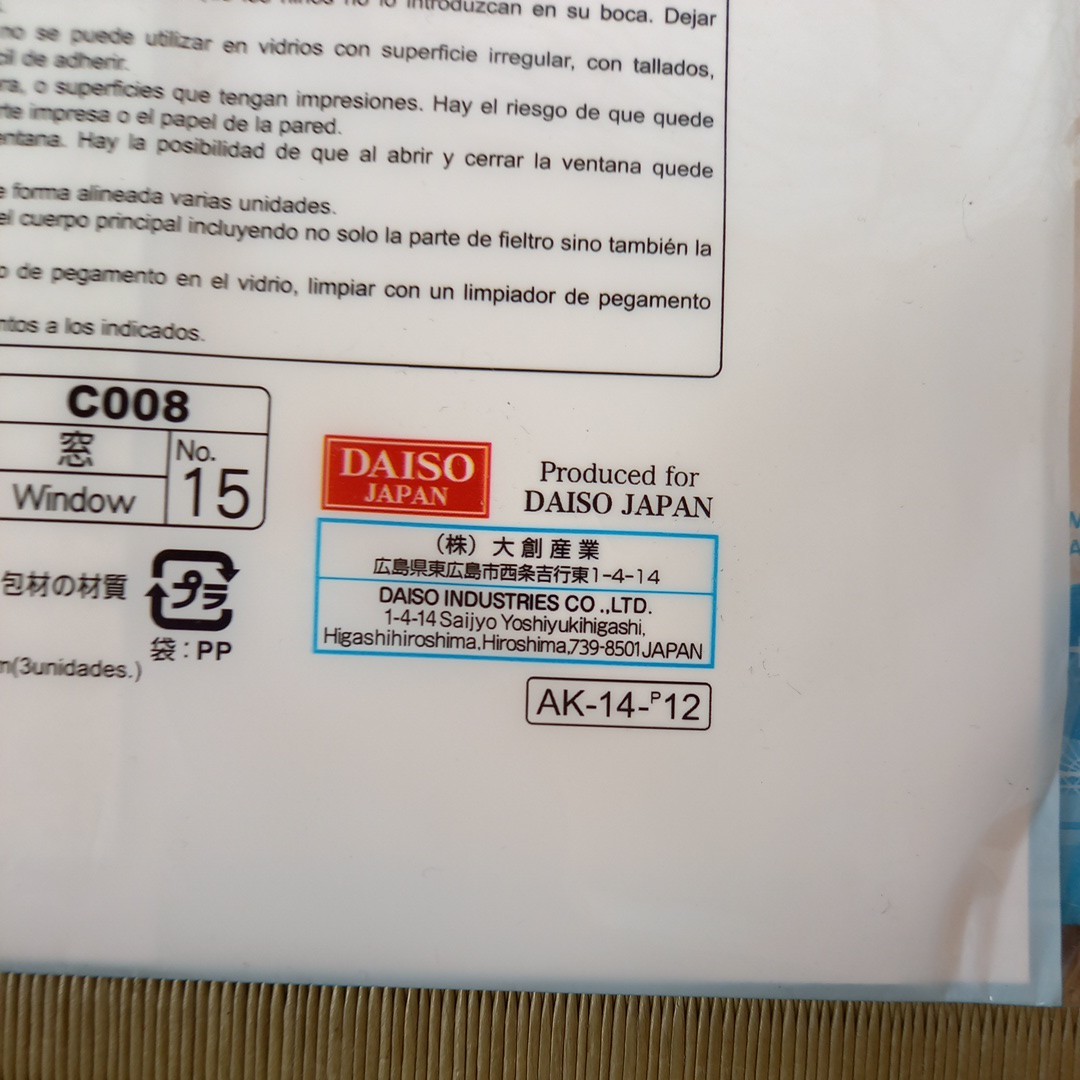 niños no lo introduzcan en su boca. Dejar
no se puede utilizar en vidrios con superficie irregular, con tallados,
de adherir.
o superficies que tengan impresiones. Hay el riesgo de que quede
impresa o el papel de la pared.
Hay la posibilidad de que al abrir y cerrar la ventana quede
forma alineada varias unidades.
el cuerpo principal incluyendo no solo la parte de fieltro sino también la
de pegamento en el vidrio, limpiar con un limpiador de pegamento
a los indicados.
C008
窓
Window
No.
15
DAISO
JAPAN
Produced for
DAISO JAPAN
(株)大創産業
広島県東広島市西条吉行東1-4-14
DAISO INDUSTRIES CO.,LTD.
1-4-14 Saijyo Yoshiyukihigashi,
Higashihiroshima,Hiroshima,739-8501 JAPAN
包材の材質
プラ
袋:PP
(3unidades.)
AK-14-P12